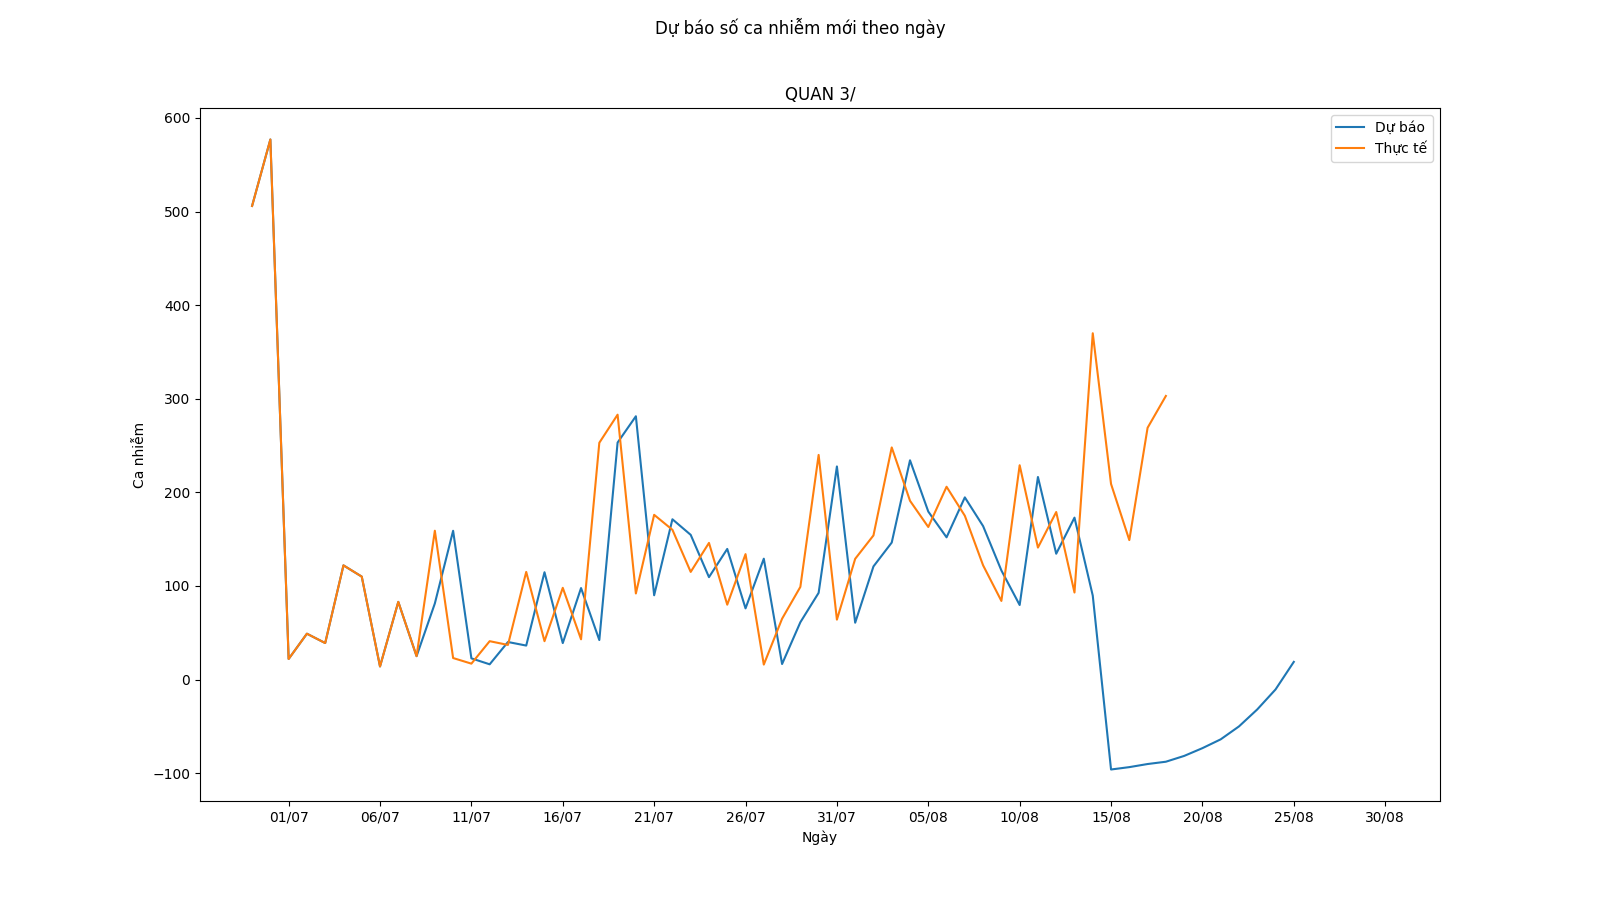 Dự báo số ca nhiễm mới theo ngày
QUAN 3/
Dự báo
Thực tế
600
500
400
300
200
100
0
−100
Ca nhiễm
01/07 06/07 11/07 16/07 21/07 26/07 31/07 05/08 10/08 15/08 20/08 25/08 30/08
Ngày